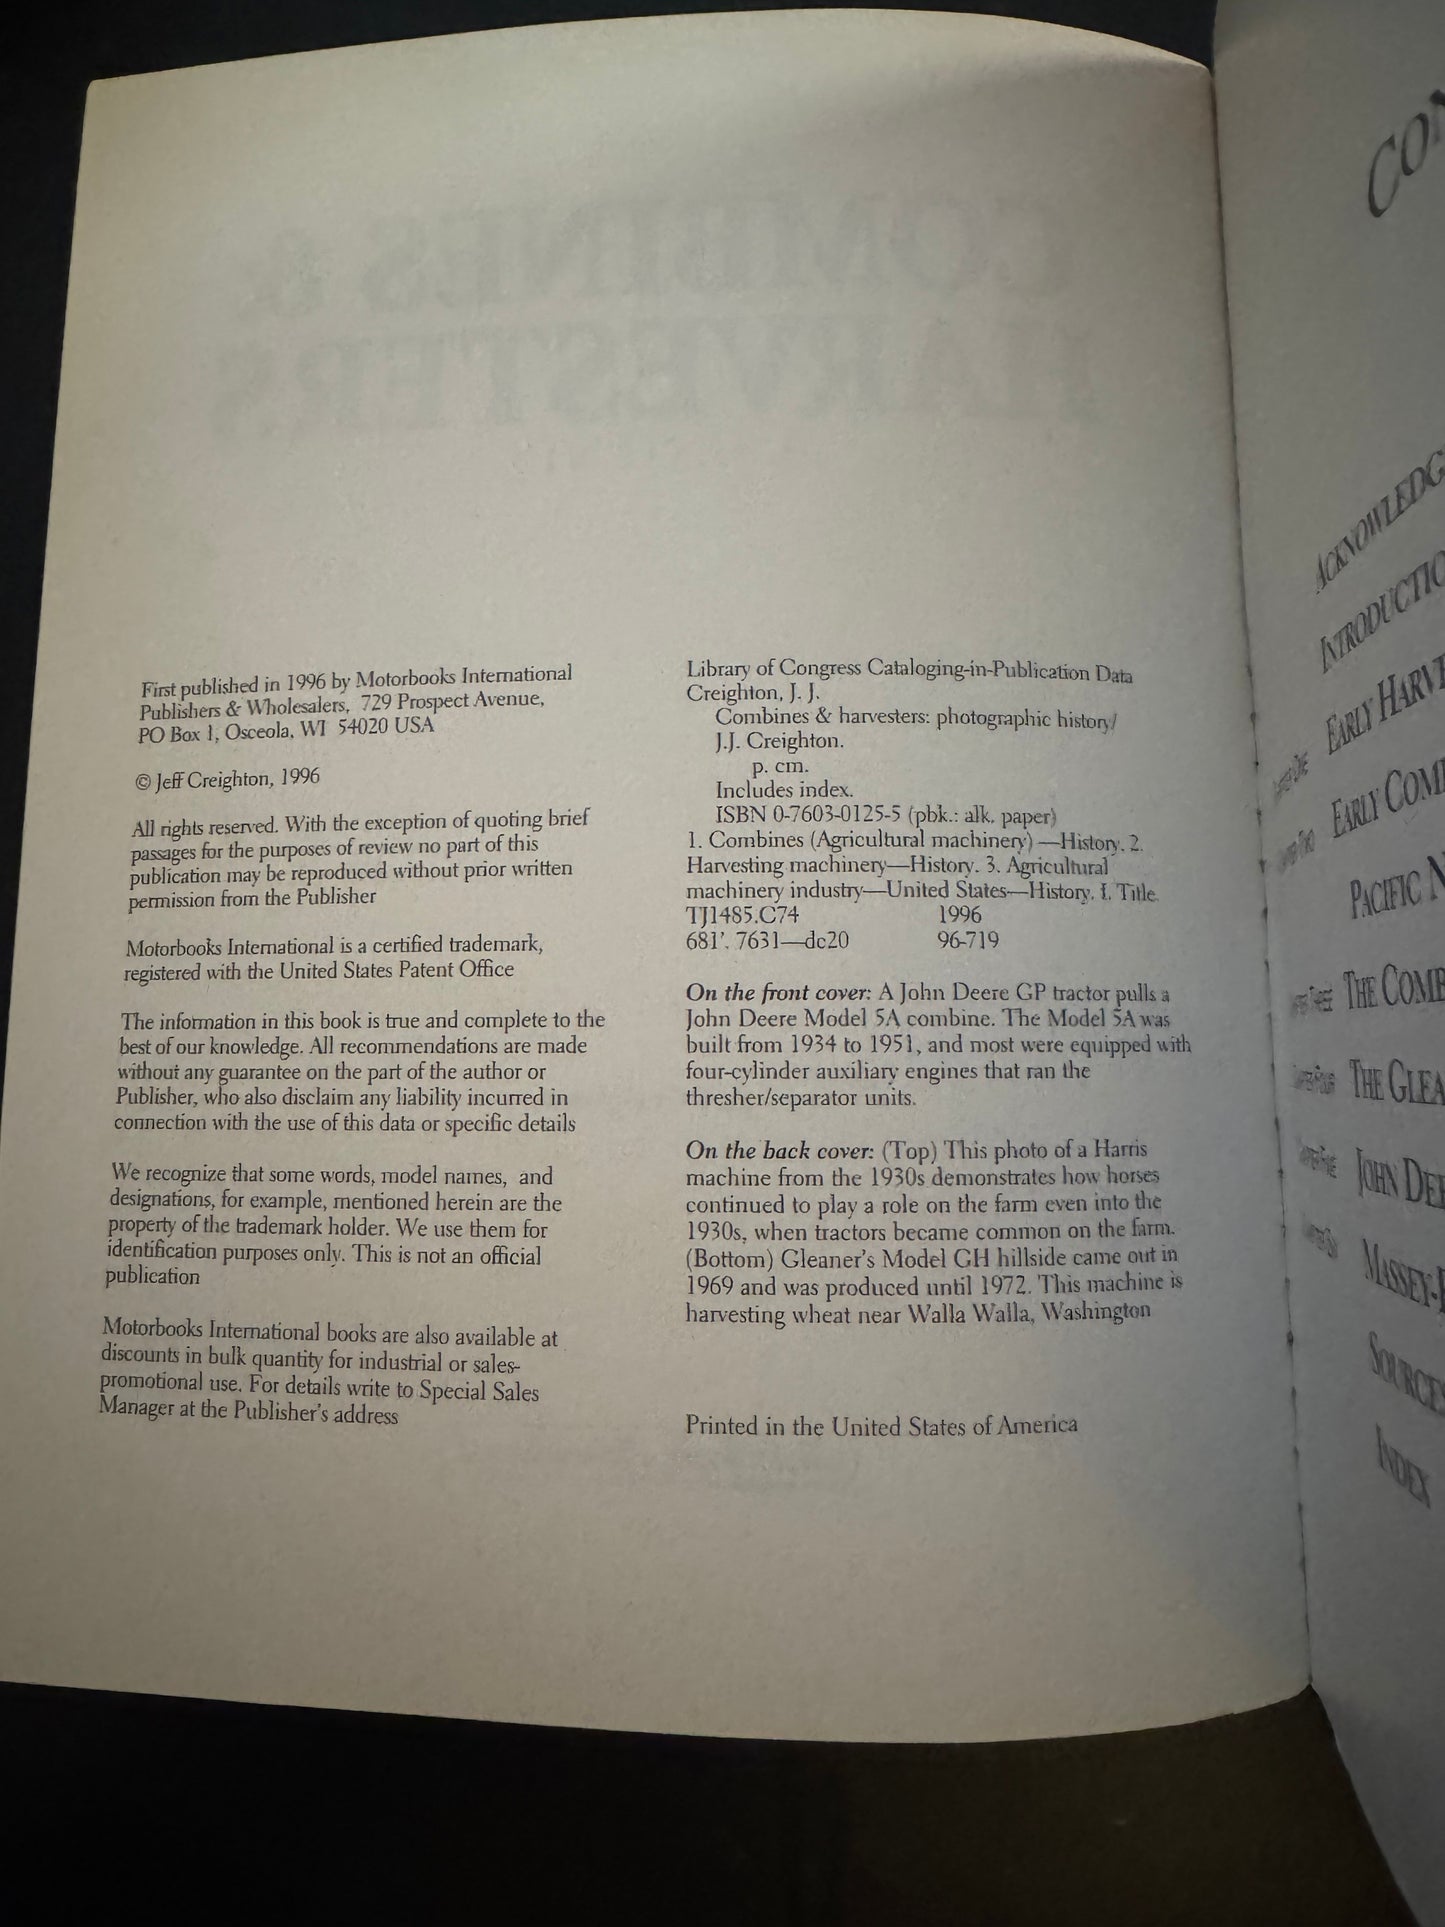 First published in 1996 by Motorbooks International
Publishers & Wholesalers, 729 Prospect Avenue,
PO Box 1, Osceola, WI 54020 USA
© Jeff Creighton, 1996
All rights reserved. With the exception of quoting brief
passages for the purposes of review no part of this
publication may be reproduced without prior written
permission from the Publisher
Motorbooks International is a certified trademark,
registered with the United States Patent Office
The information in this book is true and complete to the
best of our knowledge. All recommendations are made
without any guarantee on the part of the author or
Publisher, who also disclaim any liability incurred in
connection with the use of this data or specific details
We recognize that some words, model names, and
designations, for example, mentioned herein are the
property of the trademark holder. We use them for
identification purposes only. This is not an official
publication
Motorbooks International books are also available at
discounts in bulk quantity for industrial or sales-
promotional use. For details write to Special Sales
Manager at the Publisher's address
Library of Congress Cataloging-in-Publication Data
Creighton, J. J.
Combines & harvesters: photographic history/
J.J. Creighton.
p. cm.
Includes index.
ISBN 0-7603-0125-5 (pbk.: alk. paper)
1. Combines (Agricultural machinery) —History. 2.
Harvesting machinery—History. 3. Agricultural
machinery industry—United States—History. I. Title.
TJ1485.C74 1996
681'. 7631—dc20 96-719
On the front cover: A John Deere GP tractor pulls a
John Deere Model 5A combine. The Model 5A was
built from 1934 to 1951, and most were equipped with
four-cylinder auxiliary engines that ran the
thresher/separator units.
On the back cover: (Top) This photo of a Harris
machine from the 1930s demonstrates how horses
continued to play a role on the farm even into the
1930s, when tractors became common on the farm.
(Bottom) Gleaner's Model GH hillside came out in
1969 and was produced until 1972. This machine is
harvesting wheat near Walla Walla, Washington
Printed in the United States of America
CON
ACKNOWLEDG
INTRODUCTIO
EARLY HARVE
EARLY COM
PACIFIC N
THE COMB
THE GLEA
JOHN DEE
MASSEY-
SOURCES
INDEX